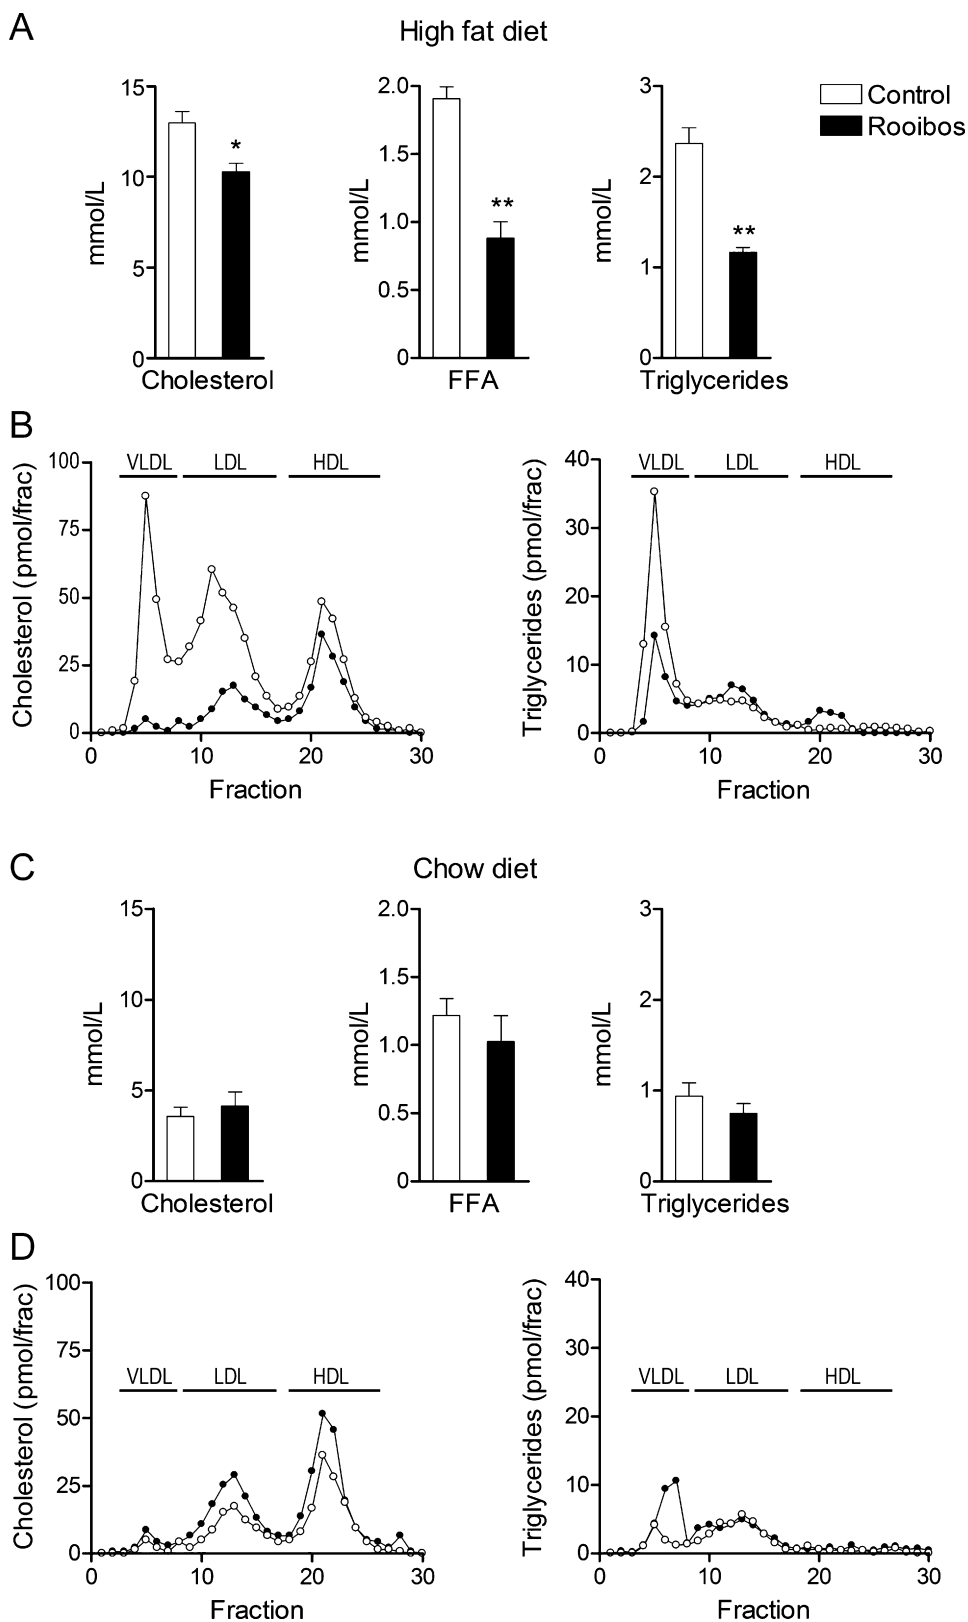 A
High fat diet
Control
Rooibos
15
10
5
0
mmol/L
*
Cholesterol
2.0
1.5
1.0
0.5
0
mmol/L
**
FFA
3
2
1
0
mmol/L
**
Triglycerides
B
VLDL LDL HDL
100
75
50
25
0
Cholesterol (pmol/frac)
0 10 20 30
Fraction
VLDL LDL HDL
40
30
20
10
0
Triglycerides (pmol/frac)
0 10 20 30
Fraction
C
Chow diet
15
10
5
0
mmol/L
Cholesterol
2.0
1.5
1.0
0.5
0
mmol/L
FFA
3
2
1
0
mmol/L
Triglycerides
D
100
75
50
25
0
Cholesterol (pmol/frac)
VLDL LDL HDL
0 10 20 30
Fraction
40
30
20
10
0
Triglycerides (pmol/frac)
VLDL LDL HDL
0 10 20 30
Fraction